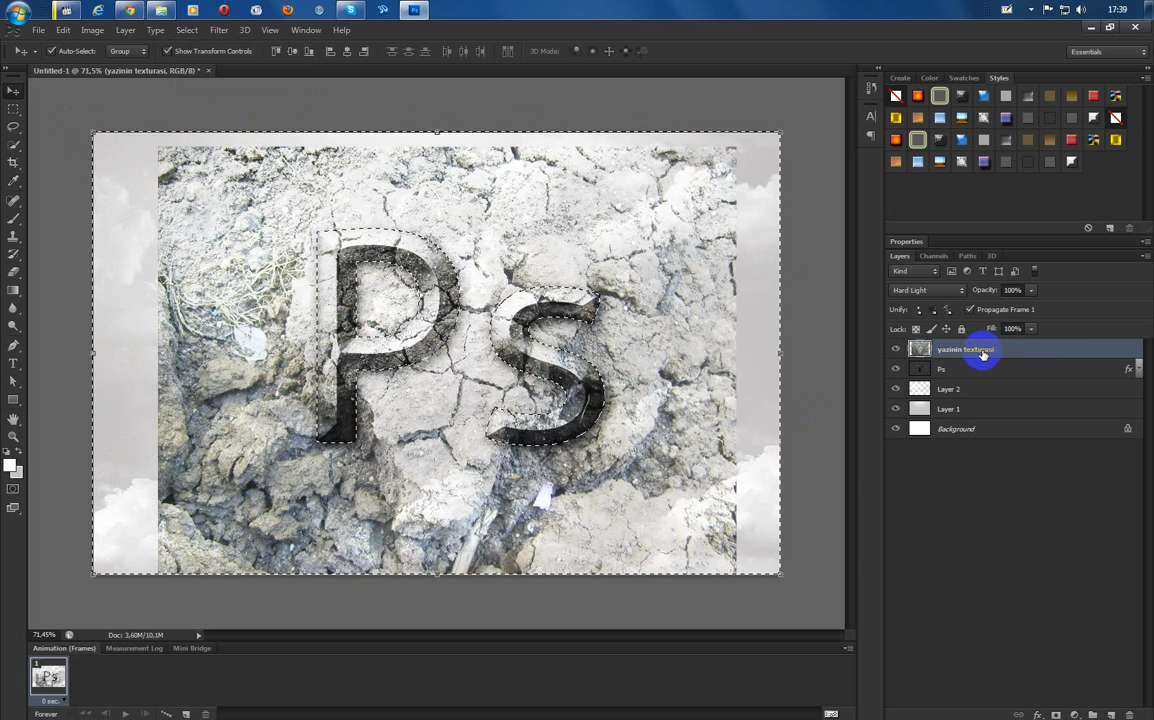 17:39
File Edit Image Layer Type Select Filter 3D View Window Help
Auto-Select: Group Show Transform Controls 3D Mode: Essentials
Untitled-1 @ 71,5% (yazinin texturasi, RGB/8) * ×
Create Color Swatches Styles
Properties
Layers Channels Paths 3D
Kind
Hard Light Opacity: 100%
Unify: Propagate Frame 1
Lock: Fill: 100%
yazinin texturasi
Ps fx
Layer 2
Layer 1
Background
PS
71,45% Doc: 3,60M/10,1M
Animation (Frames) Measurement Log Mini Bridge
1
0 sec.
Forever